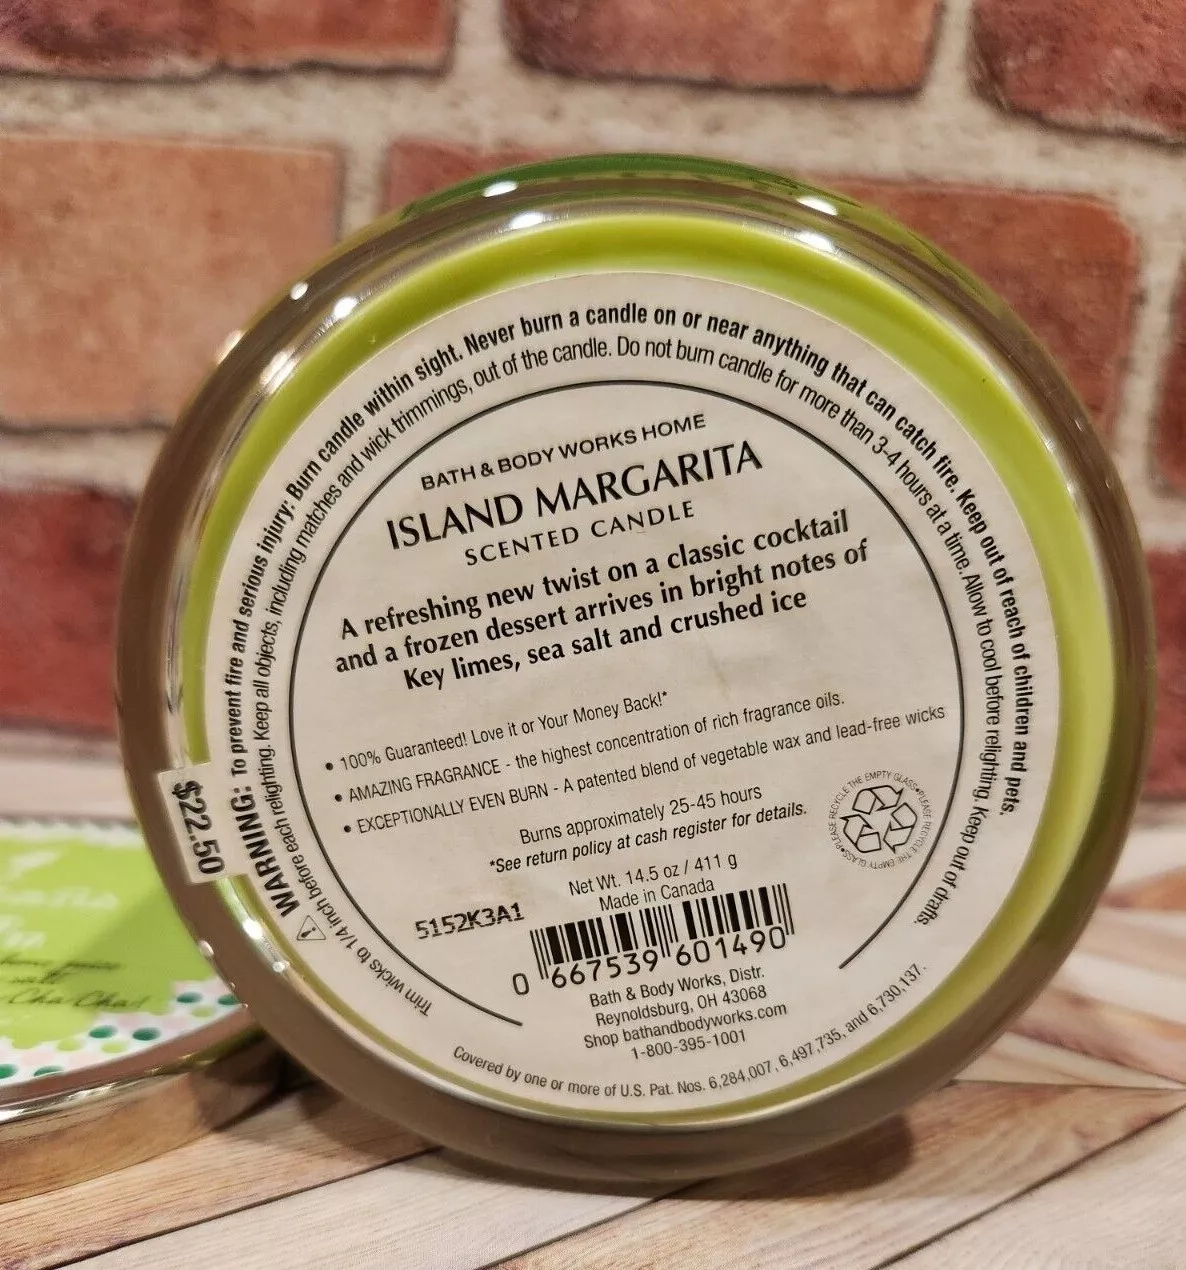 WARNING: To prevent fire and serious injury: Burn candle within sight. Never burn a candle on or near anything that can catch fire. Keep out of reach of children and pets.
Trim wicks to 1/4 inch before each relighting. Keep all objects, including matches and wick trimmings, out of the candle. Do not burn candle for more than 3-4 hours at a time. Allow to cool before relighting. Keep out of drafts.
BATH & BODY WORKS HOME
ISLAND MARGARITA
SCENTED CANDLE
A refreshing new twist on a classic cocktail
and a frozen dessert arrives in bright notes of
Key limes, sea salt and crushed ice
• 100% Guaranteed! Love it or Your Money Back!*
• AMAZING FRAGRANCE - the highest concentration of rich fragrance oils.
• EXCEPTIONALLY EVEN BURN - A patented blend of vegetable wax and lead-free wicks
Burns approximately 25-45 hours
*See return policy at cash register for details.
PLEASE RECYCLE THE EMPTY GLASS•PLEASE RECYCLE THE EMPTY GLASS•
Net Wt. 14.5 oz / 411 g
Made in Canada
5152K3A1
0 667539 601490
Bath & Body Works, Distr.
Reynoldsburg, OH 43068
Shop bathandbodyworks.com
1-800-395-1001
Covered by one or more of U.S. Pat. Nos. 6,284,007, 6,497,735, and 6,730,137.
$22.50
salt
Cha-Cha!